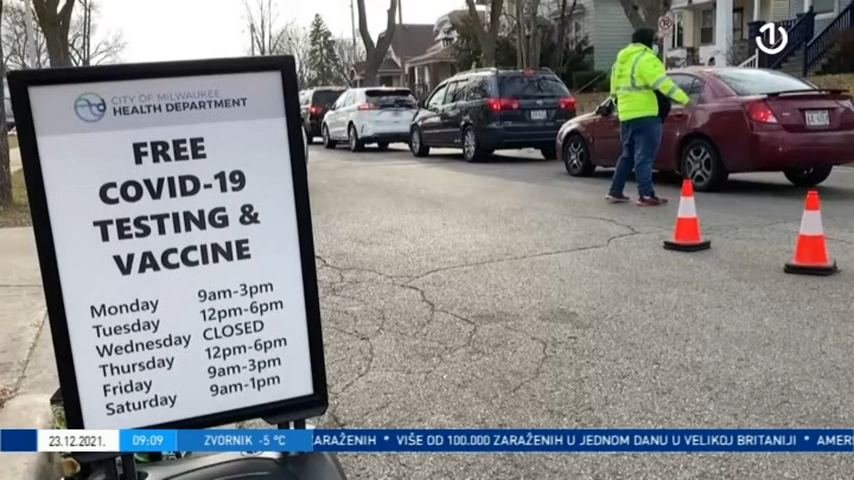 CITY OF MILWAUKEE
HEALTH DEPARTMENT
FREE
COVID-19
TESTING &
VACCINE
Monday 9am-3pm
Tuesday 12pm-6pm
Wednesday CLOSED
Thursday 12pm-6pm
Friday 9am-3pm
Saturday 9am-1pm
23.12.2021. 09:09 ZVORNIK -5 °C ZARAŽENIH * VIŠE OD 100.000 ZARAŽENIH U JEDNOM DANU U VELIKOJ BRITANIJI * AMERI